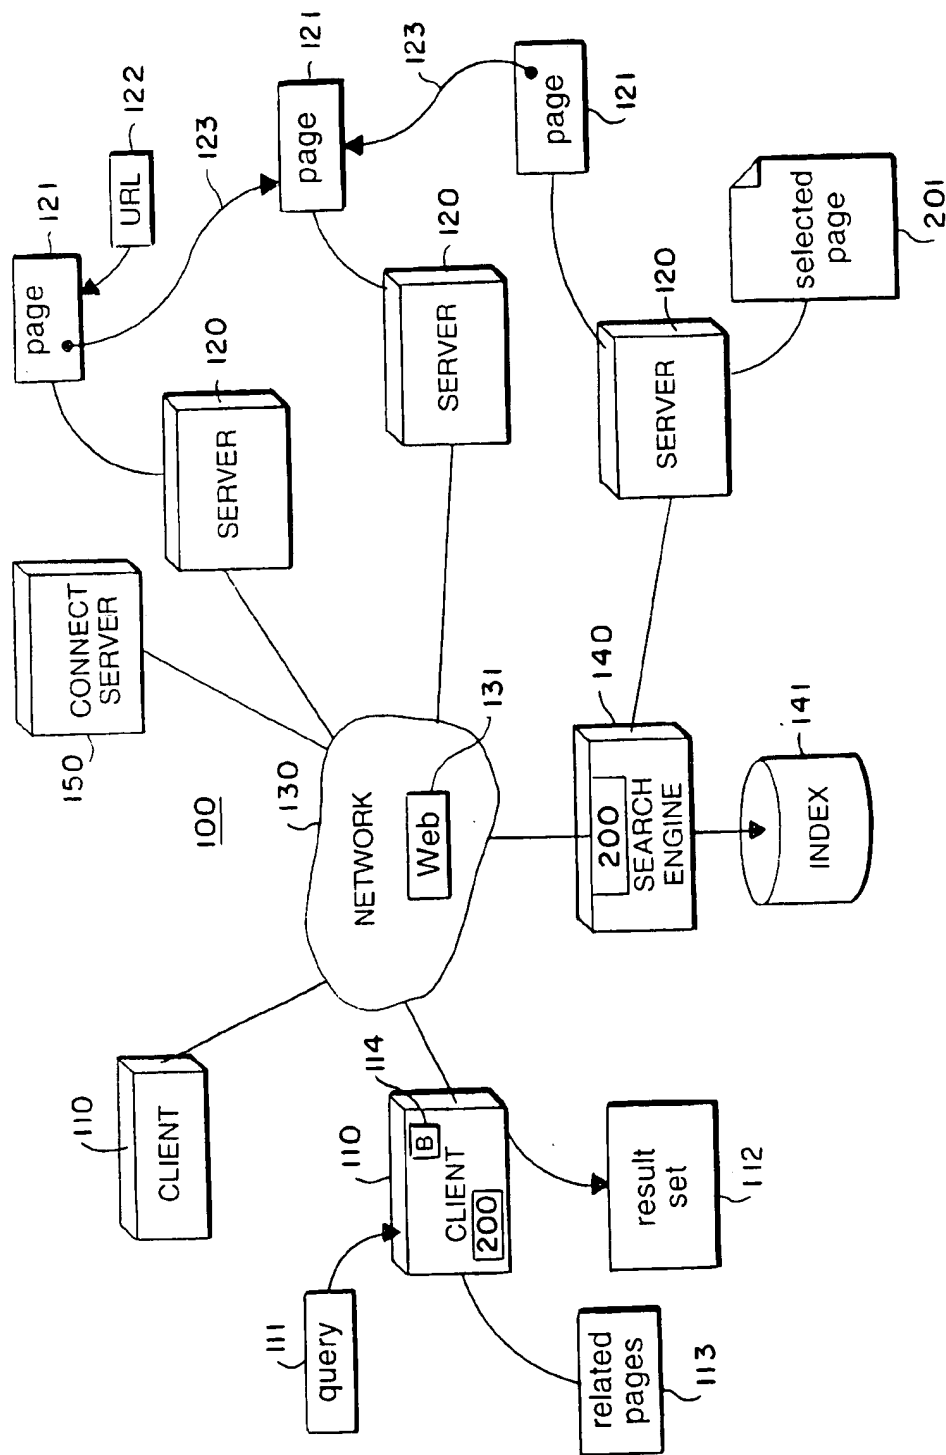 110
CLIENT
111
query
110
114
B
CLIENT
200
related
pages
113
result
set
112
100
130
NETWORK
Web
131
150
CONNECT
SERVER
140
200
SEARCH
ENGINE
141
INDEX
120
SERVER
120
SERVER
120
SERVER
121
page
122
URL
123
121
page
123
page
121
selected
page
201